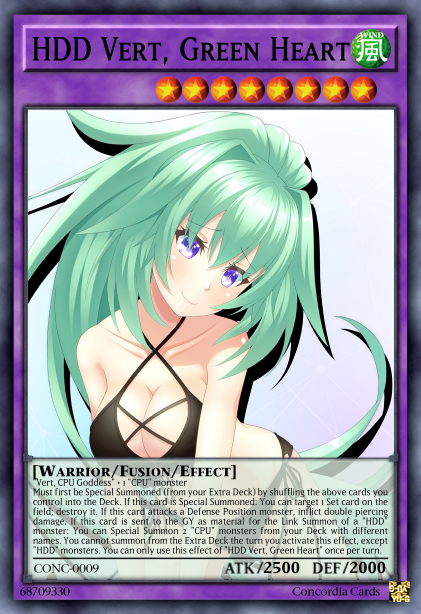 HDD Vert, Green Heart
WIND
風
[Warrior/Fusion/Effect]
"Vert, CPU Goddess" + 1 "CPU" monster
Must first be Special Summoned (from your Extra Deck) by shuffling the above cards you
control into the Deck. If this card is Special Summoned: You can target 1 Set card on the
field; destroy it. If this card attacks a Defense Position monster, inflict double piercing
damage. If this card is sent to the GY as material for the Link Summon of a "HDD"
monster: You can Special Summon 2 "CPU" monsters from your Deck with different
names. You cannot summon from the Extra Deck the turn you activate this effect, except
"HDD" monsters. You can only use this effect of "HDD Vert, Green Heart" once per turn.
CONC-0009
ATK/2500 DEF/2000
68709330
Concordia Cards